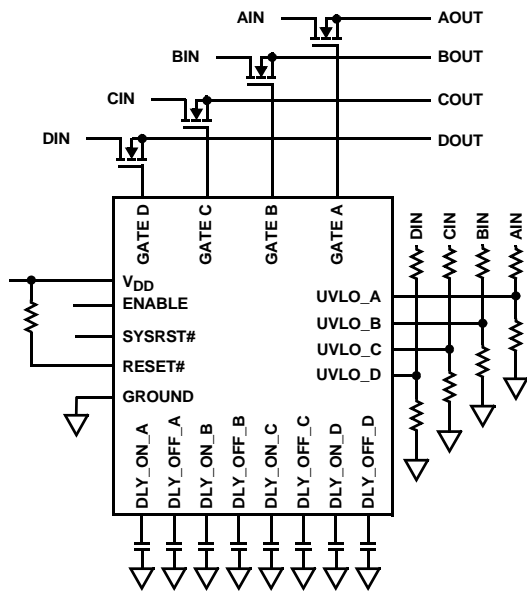 AIN AOUT
BIN BOUT
CIN COUT
DIN DOUT
GATE D
GATE C
GATE B
GATE A
DIN
CIN
BIN
AIN
VDD
ENABLE
SYSRST#
RESET#
GROUND
UVLO_A
UVLO_B
UVLO_C
UVLO_D
DLY_ON_A
DLY_OFF_A
DLY_ON_B
DLY_OFF_B
DLY_ON_C
DLY_OFF_C
DLY_ON_D
DLY_OFF_D